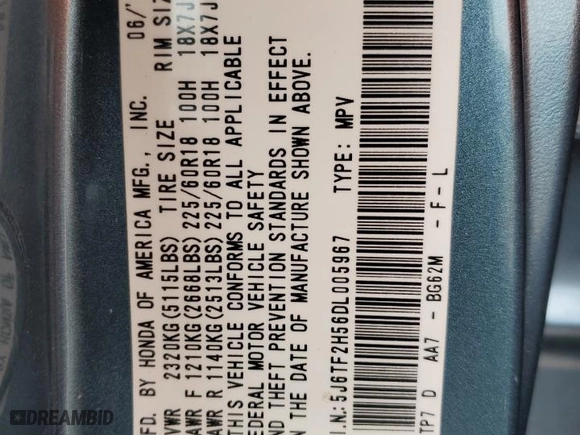 06/
MFD. BY HONDA OF AMERICA MFG., INC.
VWR 2320KG(5115LBS) TIRE SIZE RIM SIZ
AWR F 1210KG(2668LBS) 225/60R18 100H 18X7J
AWR R 1140KG(2513LBS) 225/60R18 100H 18X7J
THIS VEHICLE CONFORMS TO ALL APPLICABLE
EDERAL MOTOR VEHICLE SAFETY
ND THEFT PREVENTION STANDARDS IN EFFECT
N THE DATE OF MANUFACTURE SHOWN ABOVE.
I.N.: 5J6TF2H56DL005967 TYPE: MPV
TP7 D AA7 - BG62M - F - L
DREAMBID